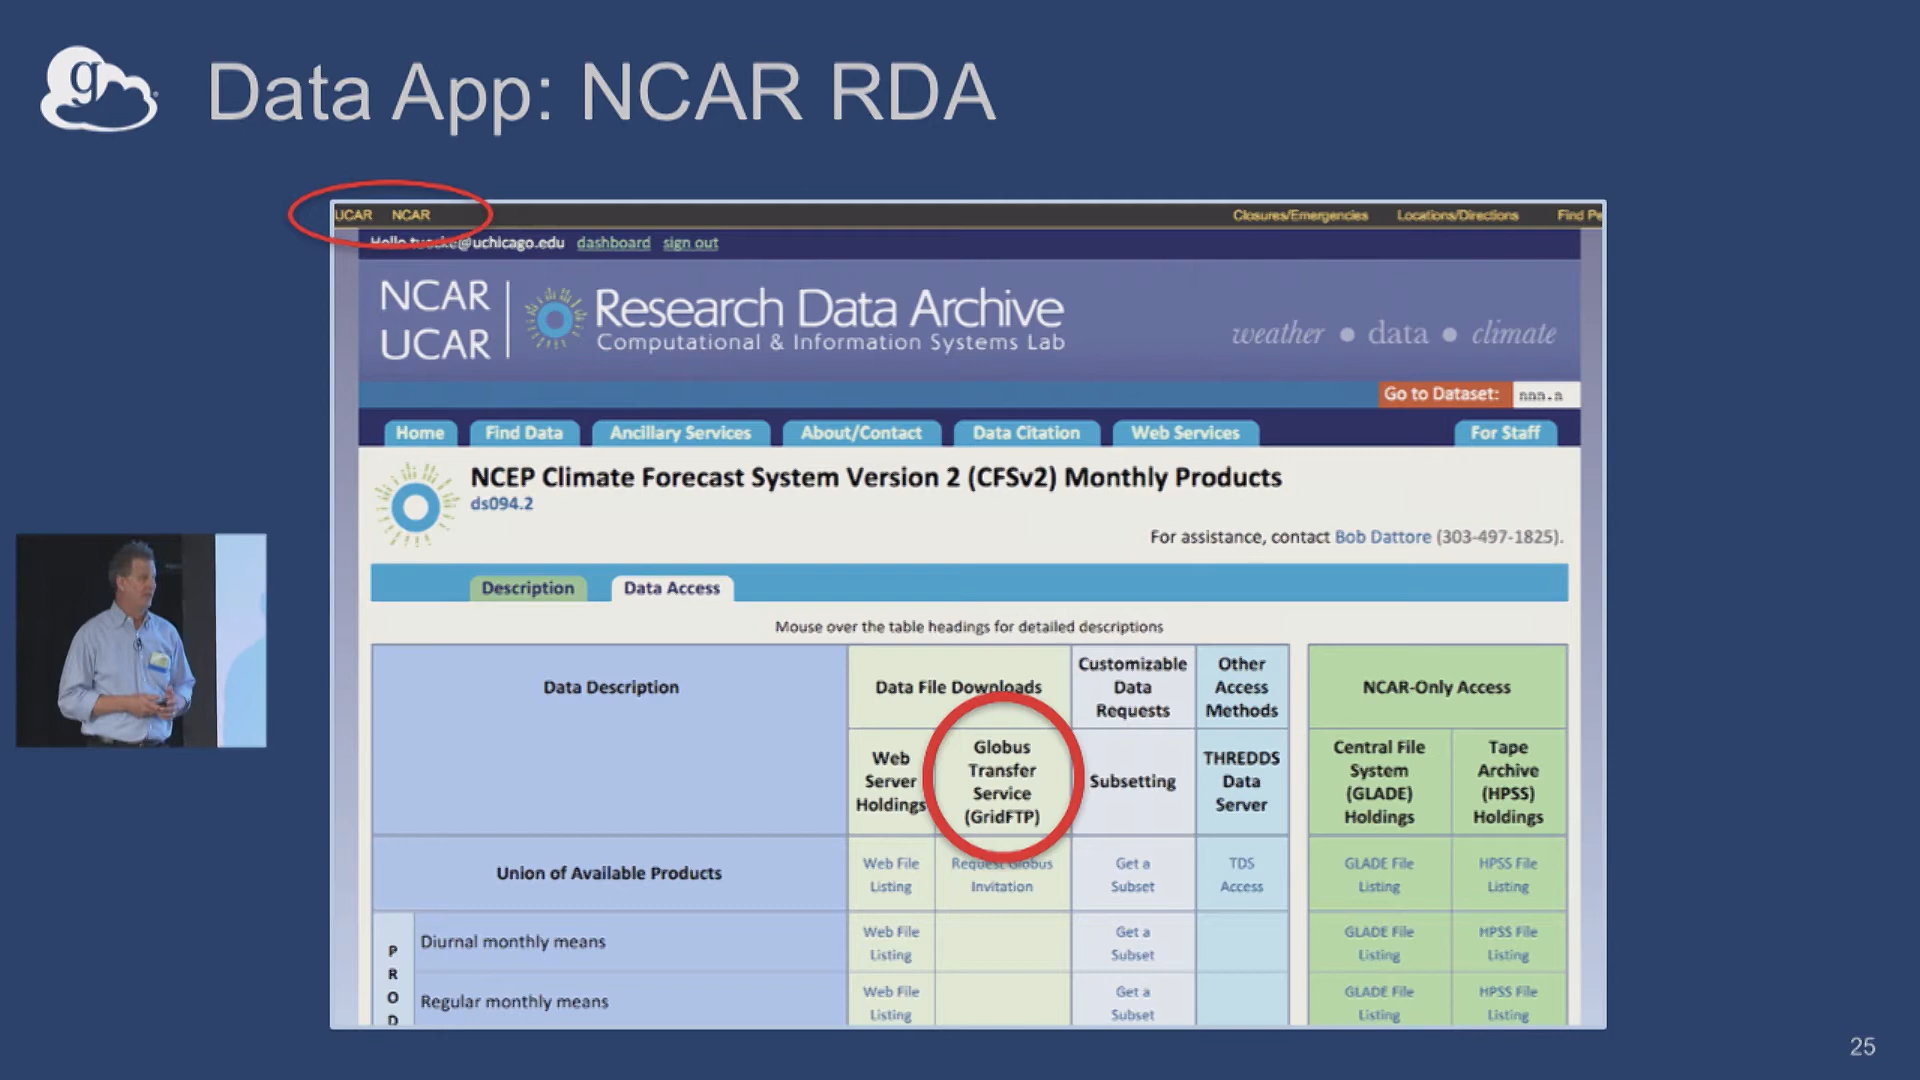 g
Data App: NCAR RDA
UCAR NCAR
Closures/Emergencies Locations/Directions Find Pe
Hello tuecke@uchicago.edu dashboard sign out
NCAR
UCAR
Research Data Archive
Computational & Information Systems Lab
weather • data • climate
Go to Dataset: nnn.n
Home Find Data Ancillary Services About/Contact Data Citation Web Services For Staff
NCEP Climate Forecast System Version 2 (CFSv2) Monthly Products
ds094.2
For assistance, contact Bob Dattore (303-497-1825).
Description Data Access
Mouse over the table headings for detailed descriptions
Data Description
Data File Downloads
Customizable
Data
Requests
Other
Access
Methods
NCAR-Only Access
Web
Server
Holdings
Globus
Transfer
Service
(GridFTP)
Subsetting
THREDDS
Data
Server
Central File
System
(GLADE)
Holdings
Tape
Archive
(HPSS)
Holdings
Union of Available Products
Web File
Listing
Request Globus
Invitation
Get a
Subset
TDS
Access
GLADE File
Listing
HPSS File
Listing
P
R
O
D
Diurnal monthly means
Web File
Listing
Get a
Subset
GLADE File
Listing
HPSS File
Listing
Regular monthly means
Web File
Listing
Get a
Subset
GLADE File
Listing
HPSS File
Listing
25